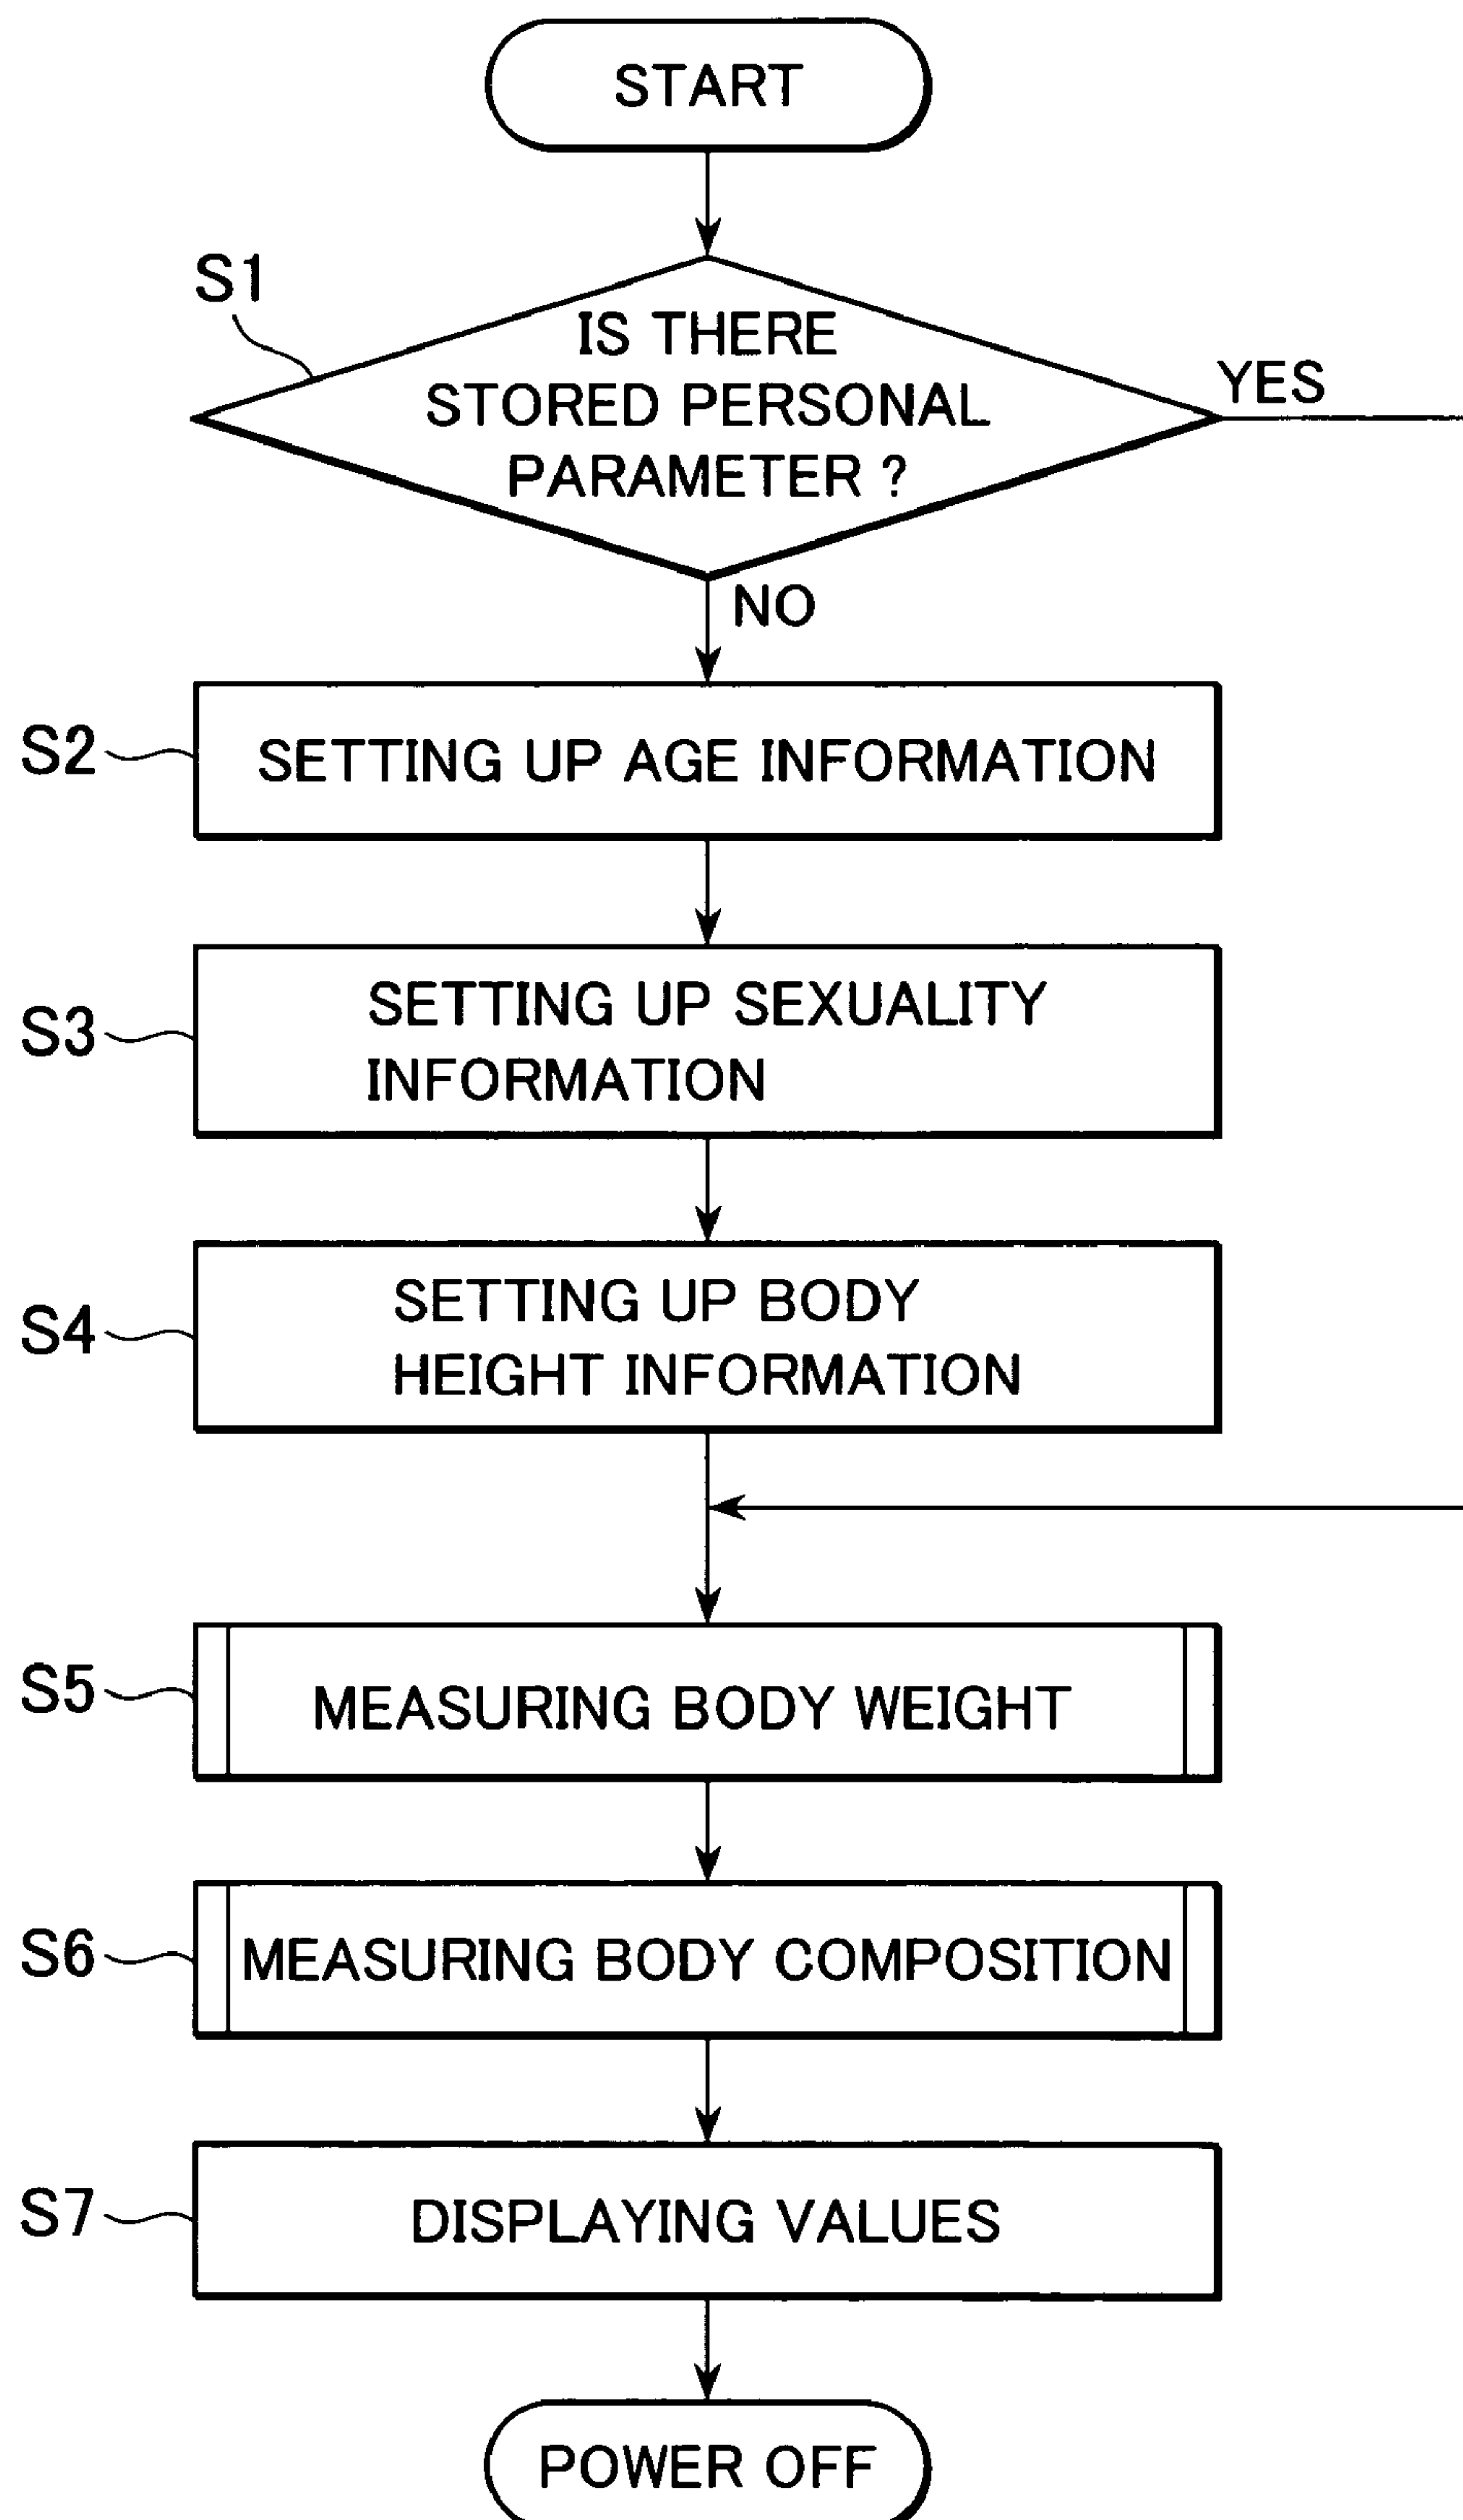 START
S1
IS THERE
STORED PERSONAL
PARAMETER ?
YES
NO
S2
SETTING UP AGE INFORMATION
S3
SETTING UP SEXUALITY
INFORMATION
S4
SETTING UP BODY
HEIGHT INFORMATION
S5
MEASURING BODY WEIGHT
S6
MEASURING BODY COMPOSITION
S7
DISPLAYING VALUES
POWER OFF